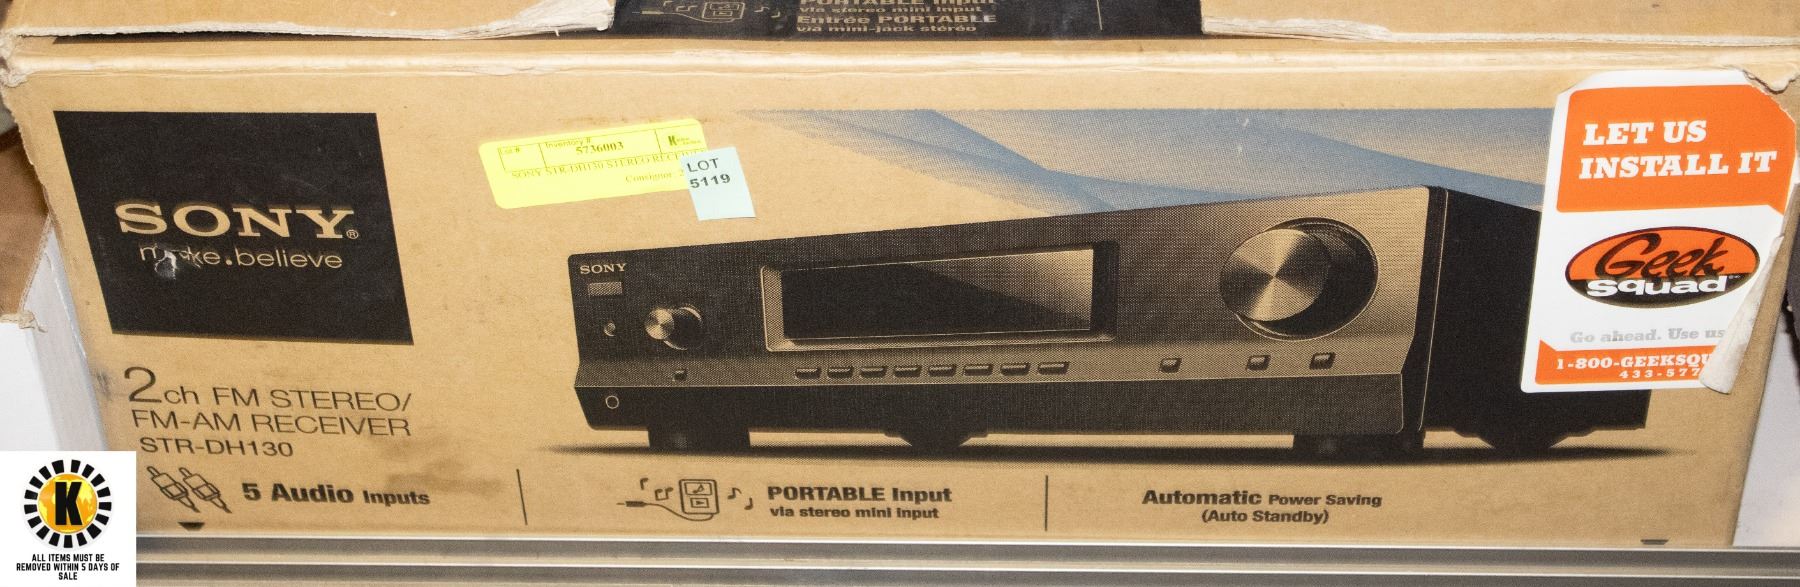 PORTABLE Input
via stereo mini input
Entrée PORTABLE
via mini-jack stéréo
SONY®
make.believe
Lot #
Inventory #
5736003
K
SONY STR-DH130 STEREO RECEIVER
Consignor:
LOT
5119
LET US
INSTALL IT
Geek
Squad
Go ahead. Use us
1-800-GEEKSQU
433-577
SONY
2ch FM STEREO/
FM-AM RECEIVER
STR-DH130
5 Audio Inputs
PORTABLE Input
via stereo mini input
Automatic Power Saving
(Auto Standby)
K
ALL ITEMS MUST BE
REMOVED WITHIN 5 DAYS OF
SALE